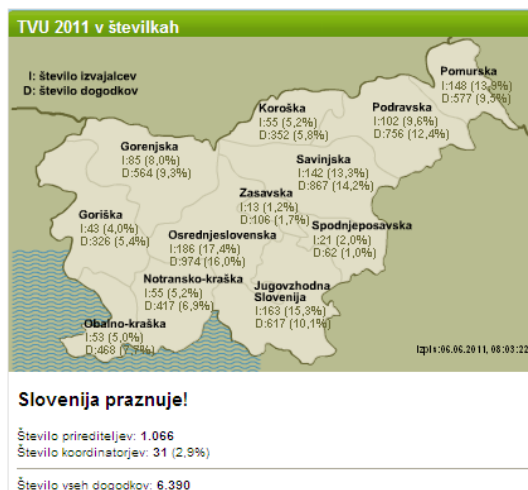 TVU 2011 v številkah
I: število izvajalcev
D: število dogodkov
Pomurska
I:148 (13,9%)
D:577 (9,5%)
Koroška
I:55 (5,2%)
D:352 (5,8%)
Podravska
I:102 (9,6%)
D:756 (12,4%)
Gorenjska
I:85 (8,0%)
D:564 (9,3%)
Savinjska
I:142 (13,3%)
D:867 (14,2%)
Zasavska
I:13 (1,2%)
D:106 (1,7%)
Goriška
I:43 (4,0%)
D:326 (5,4%)
Osrednjeslovenska
I:186 (17,4%)
D:974 (16,0%)
Spodnjeposavska
I:21 (2,0%)
D:62 (1,0%)
Notransko-kraška
I:55 (5,2%)
D:417 (6,9%)
Jugovzhodna
Slovenija
I:163 (15,3%)
D:617 (10,1%)
Obalno-kraška
I:53 (5,0%)
D:468 (7,7%)
Izpis:06.06.2011, 08:03:22
Slovenija praznuje!
Število prirediteljev: 1.066
Število koordinatorjev: 31 (2,9%)
Število vseh dogodkov: 6.390